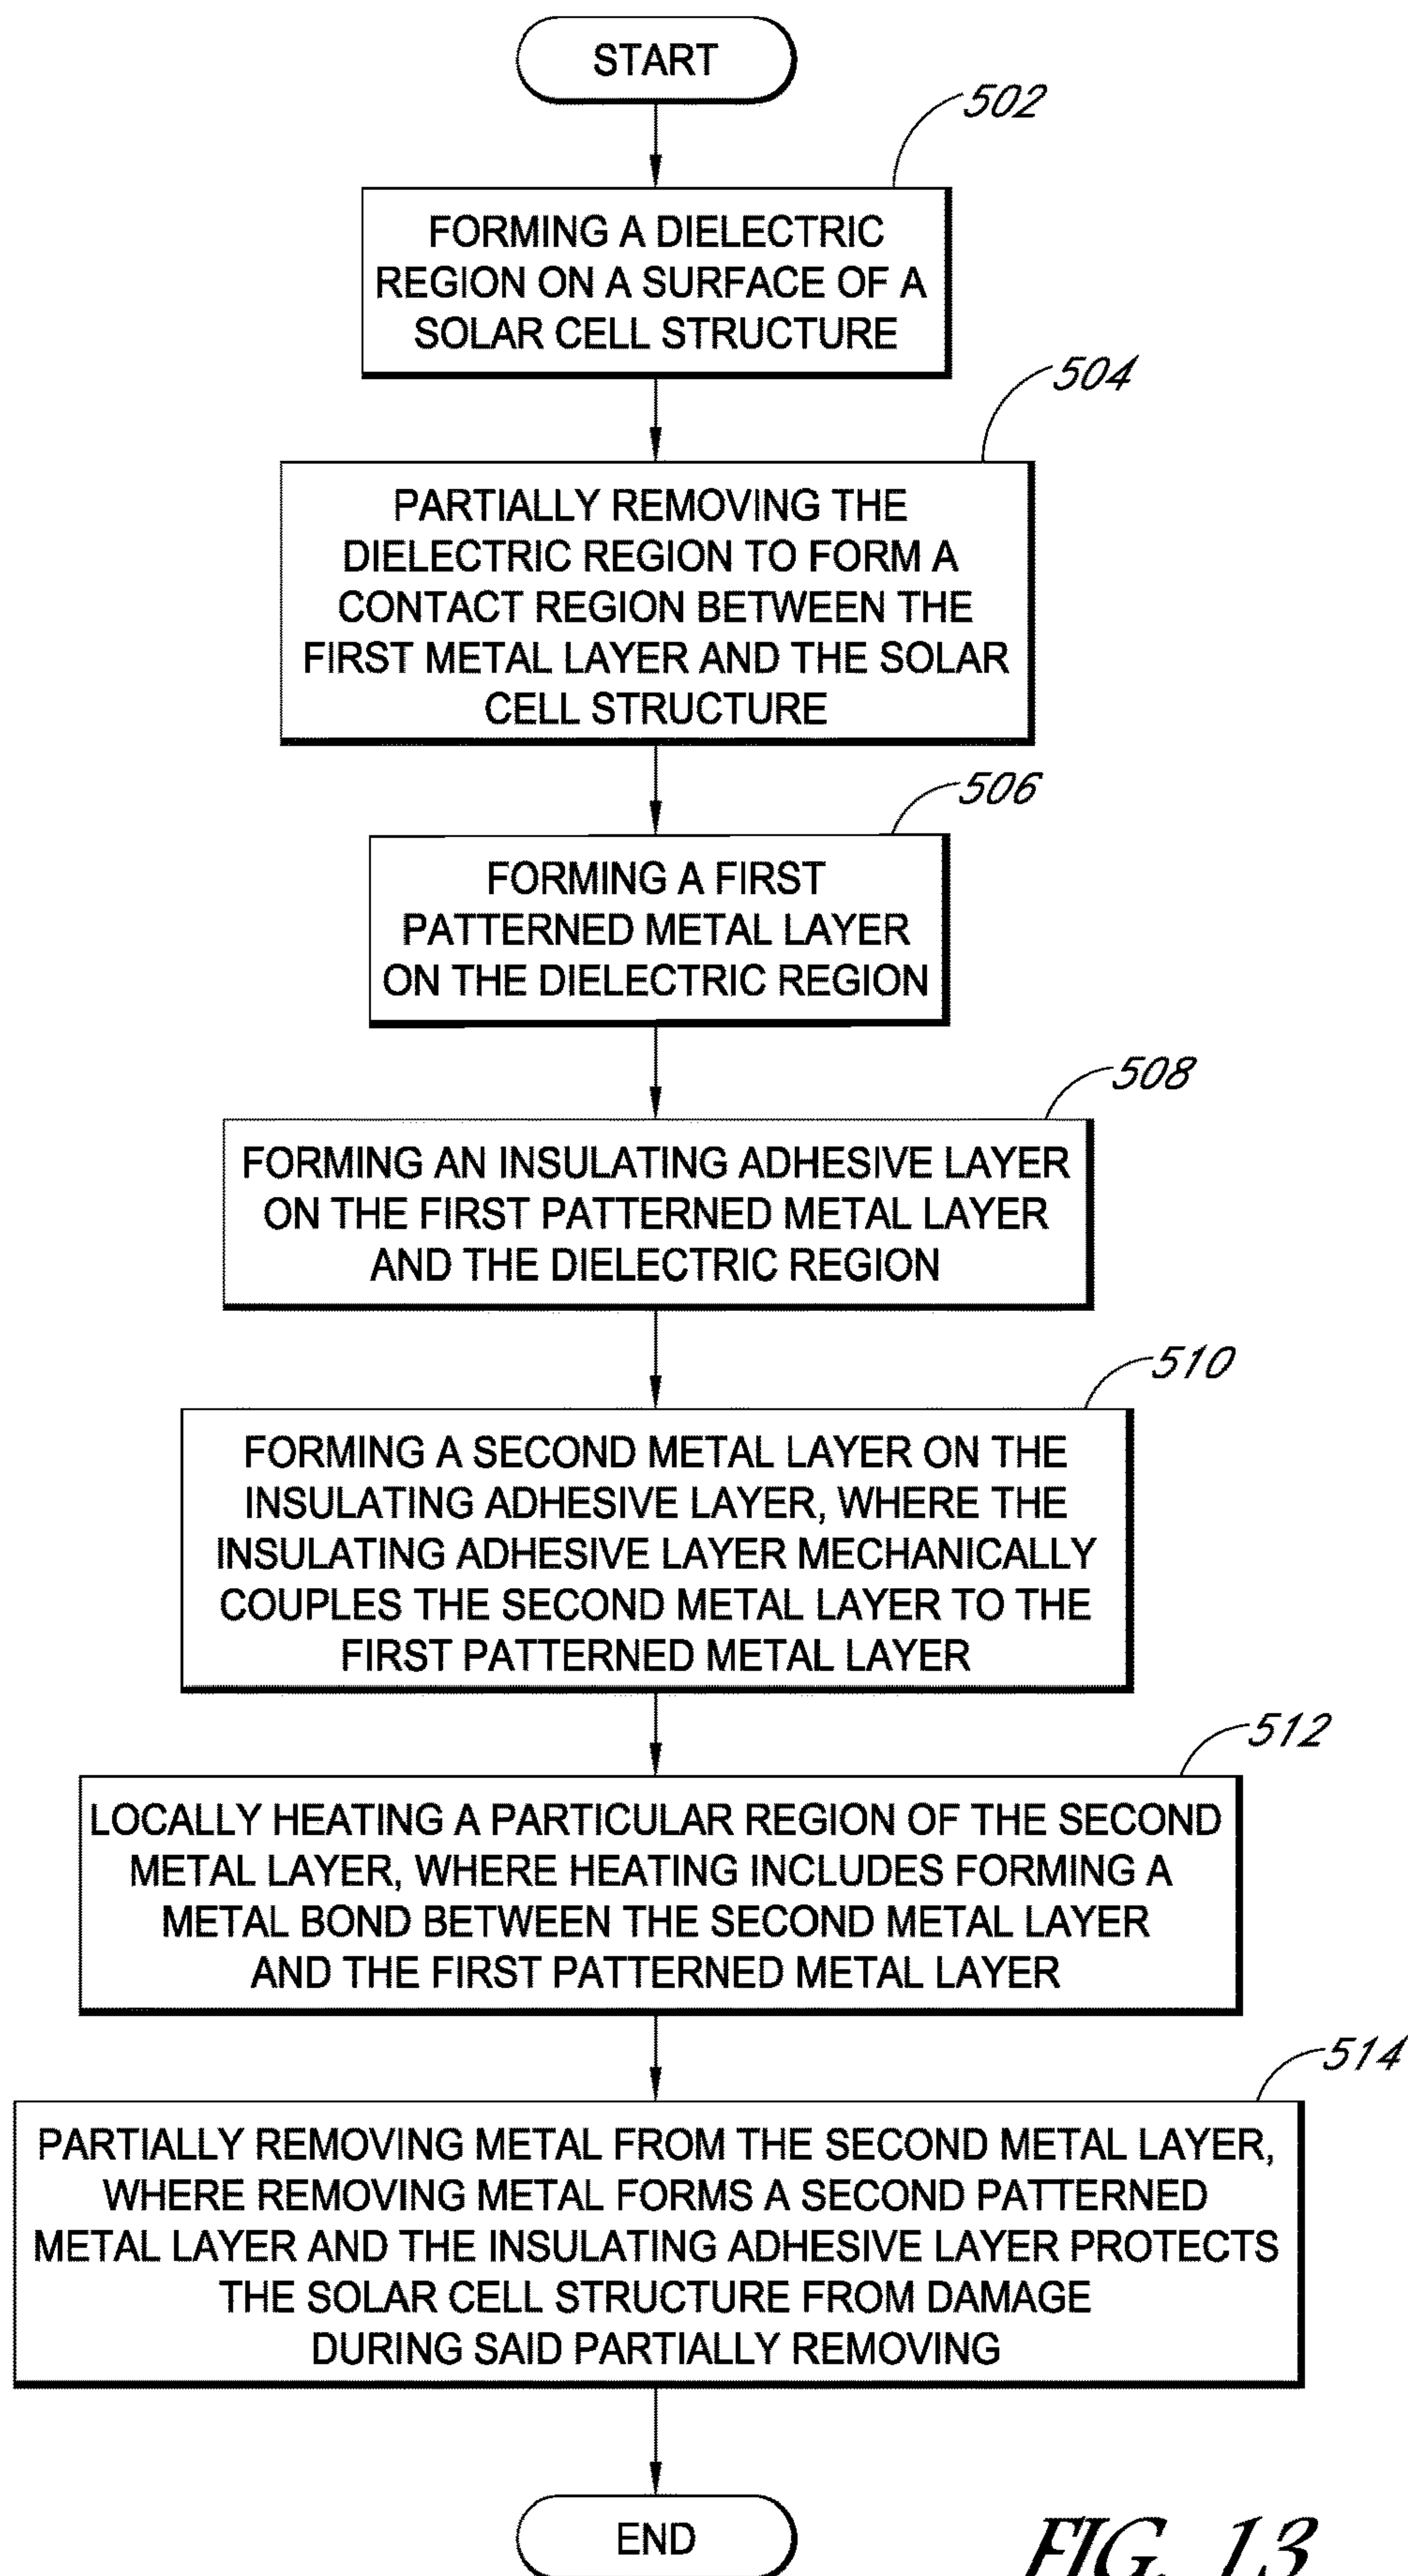 START
502
FORMING A DIELECTRIC
REGION ON A SURFACE OF A
SOLAR CELL STRUCTURE
504
PARTIALLY REMOVING THE
DIELECTRIC REGION TO FORM A
CONTACT REGION BETWEEN THE
FIRST METAL LAYER AND THE SOLAR
CELL STRUCTURE
506
FORMING A FIRST
PATTERNED METAL LAYER
ON THE DIELECTRIC REGION
508
FORMING AN INSULATING ADHESIVE LAYER
ON THE FIRST PATTERNED METAL LAYER
AND THE DIELECTRIC REGION
510
FORMING A SECOND METAL LAYER ON THE
INSULATING ADHESIVE LAYER, WHERE THE
INSULATING ADHESIVE LAYER MECHANICALLY
COUPLES THE SECOND METAL LAYER TO THE
FIRST PATTERNED METAL LAYER
512
LOCALLY HEATING A PARTICULAR REGION OF THE SECOND
METAL LAYER, WHERE HEATING INCLUDES FORMING A
METAL BOND BETWEEN THE SECOND METAL LAYER
AND THE FIRST PATTERNED METAL LAYER
514
PARTIALLY REMOVING METAL FROM THE SECOND METAL LAYER,
WHERE REMOVING METAL FORMS A SECOND PATTERNED
METAL LAYER AND THE INSULATING ADHESIVE LAYER PROTECTS
THE SOLAR CELL STRUCTURE FROM DAMAGE
DURING SAID PARTIALLY REMOVING
END
FIG. 13